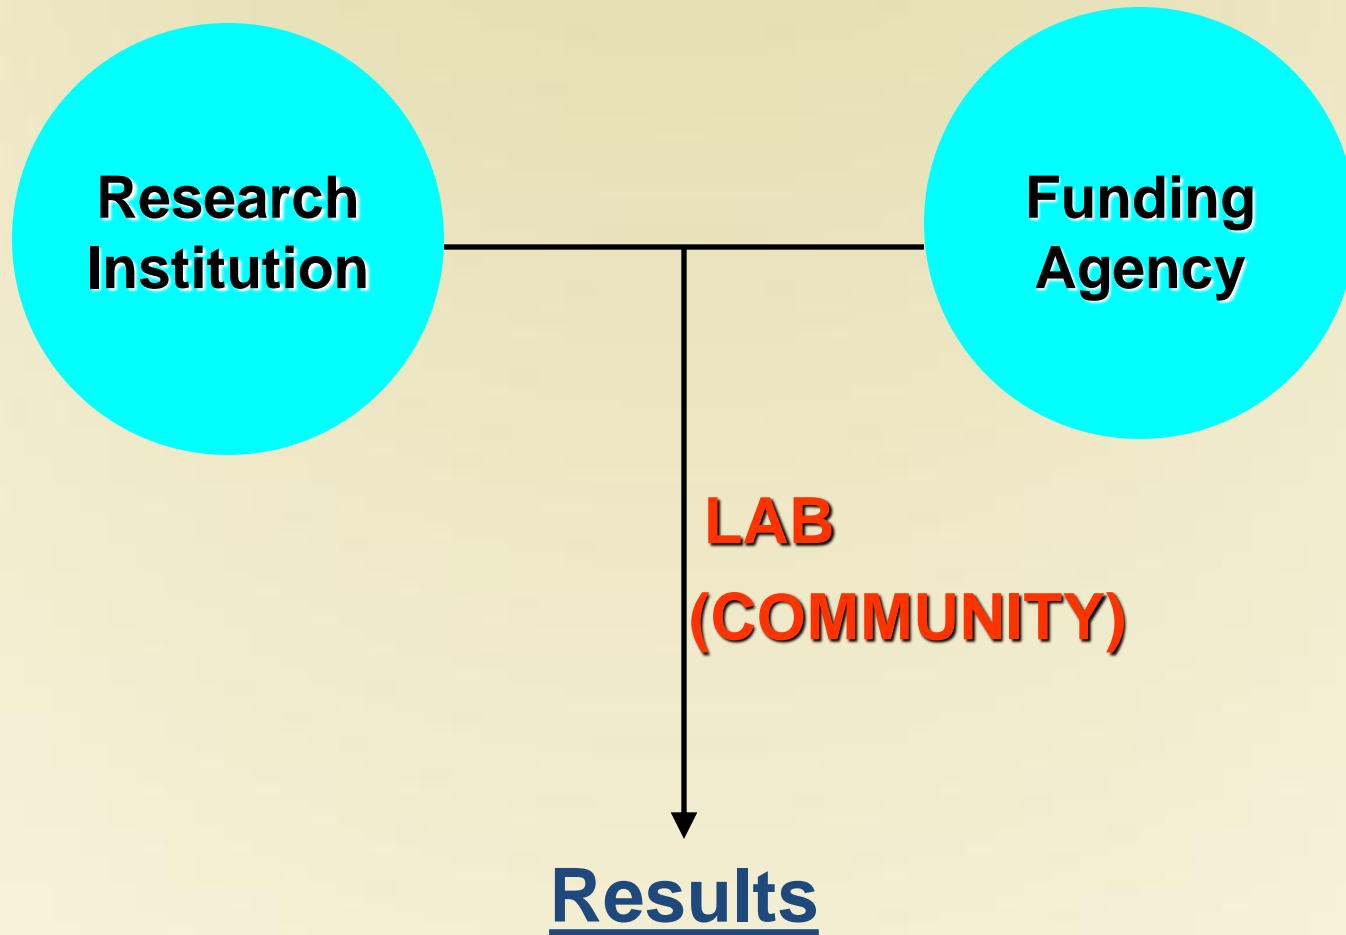 Research
Institution
Funding
Agency
LAB
(COMMUNITY)
Results